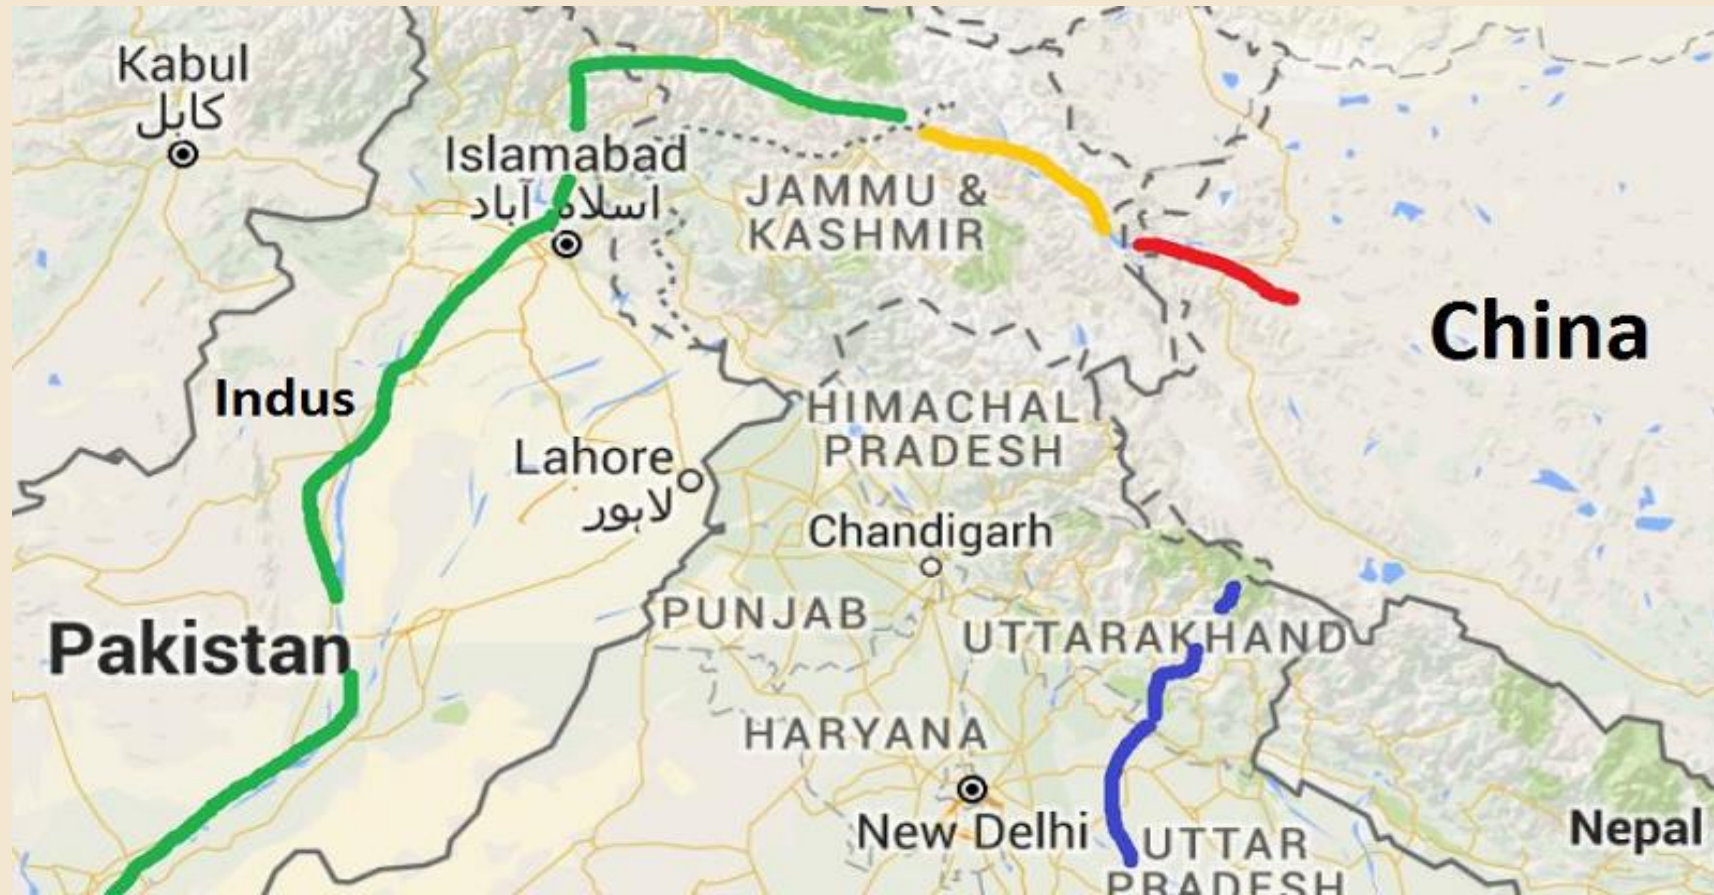 Kabul
کابل
Islamabad
اسلام آباد
JAMMU &
KASHMIR
China
Indus
HIMACHAL
PRADESH
Lahore
لاہور
Chandigarh
Pakistan
PUNJAB
UTTARAKHAND
HARYANA
New Delhi
Nepal
UTTAR
PRADESH